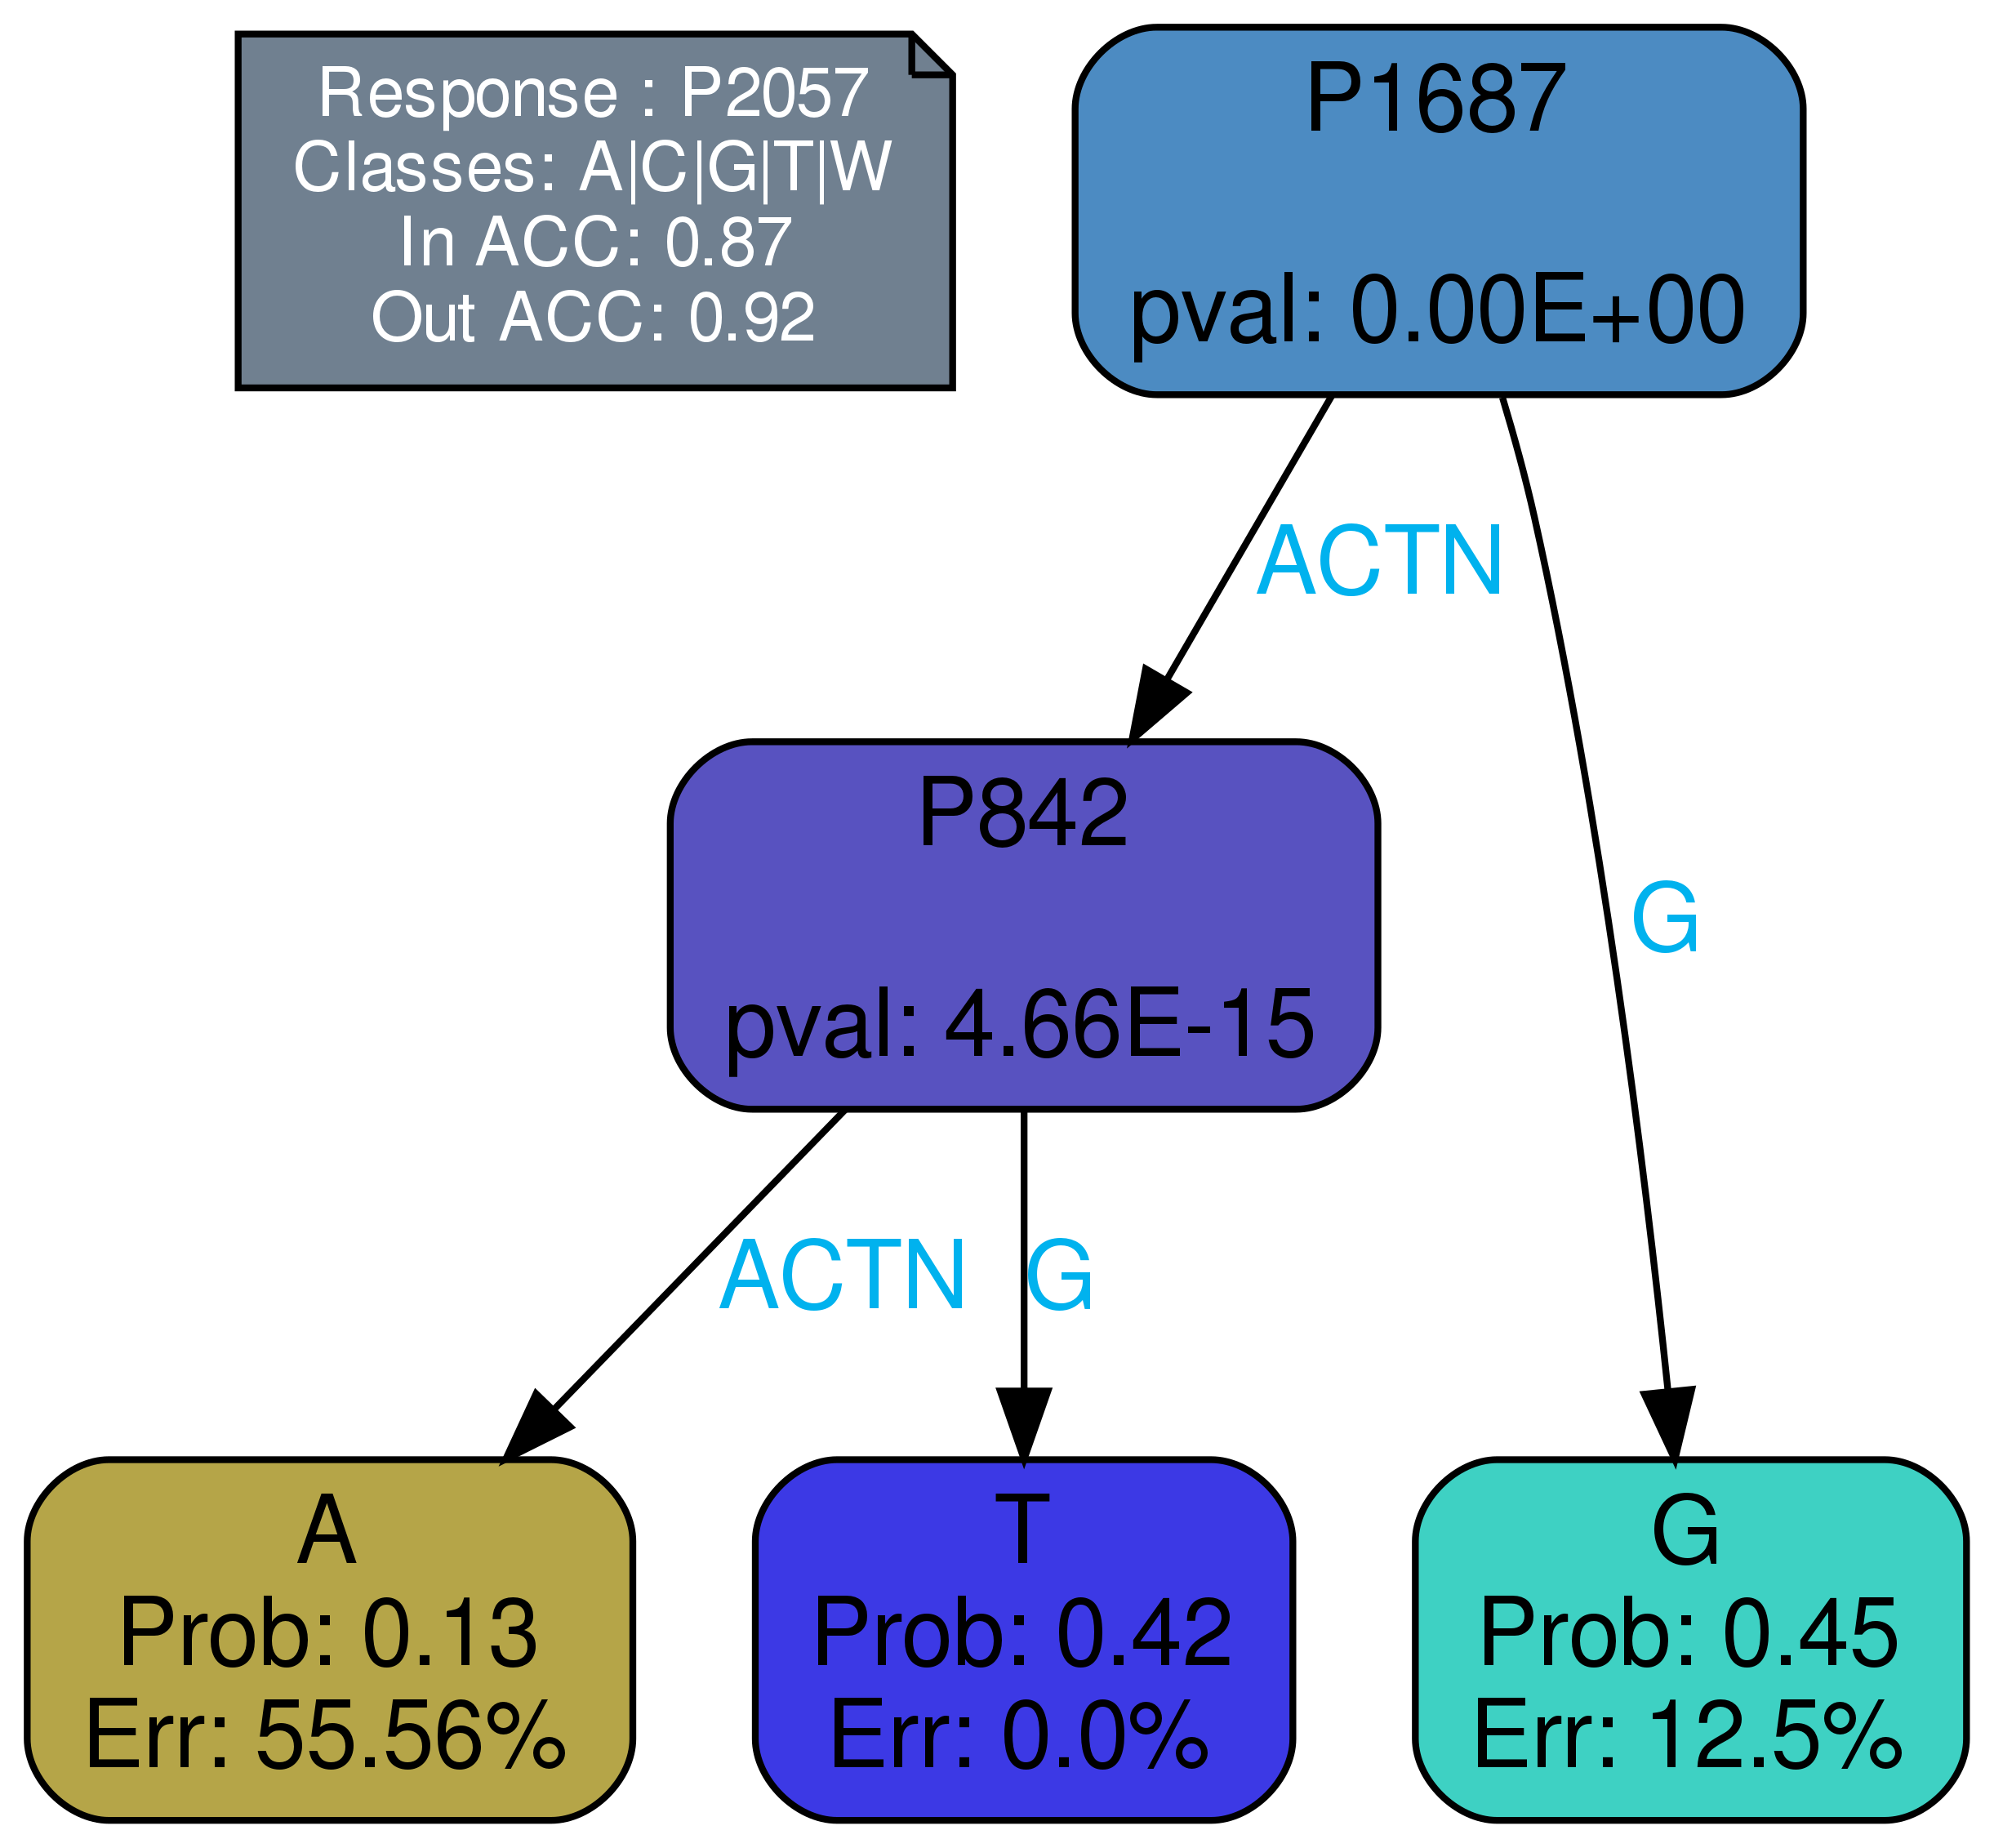 Response : P2057
Classes: A|C|G|T|W
In ACC: 0.87
Out ACC: 0.92
P1687
pval: 0.00E+00
ACTN
P842
pval: 4.66E-15
G
ACTN
G
A
Prob: 0.13
Err: 55.56%
T
Prob: 0.42
Err: 0.0%
G
Prob: 0.45
Err: 12.5%